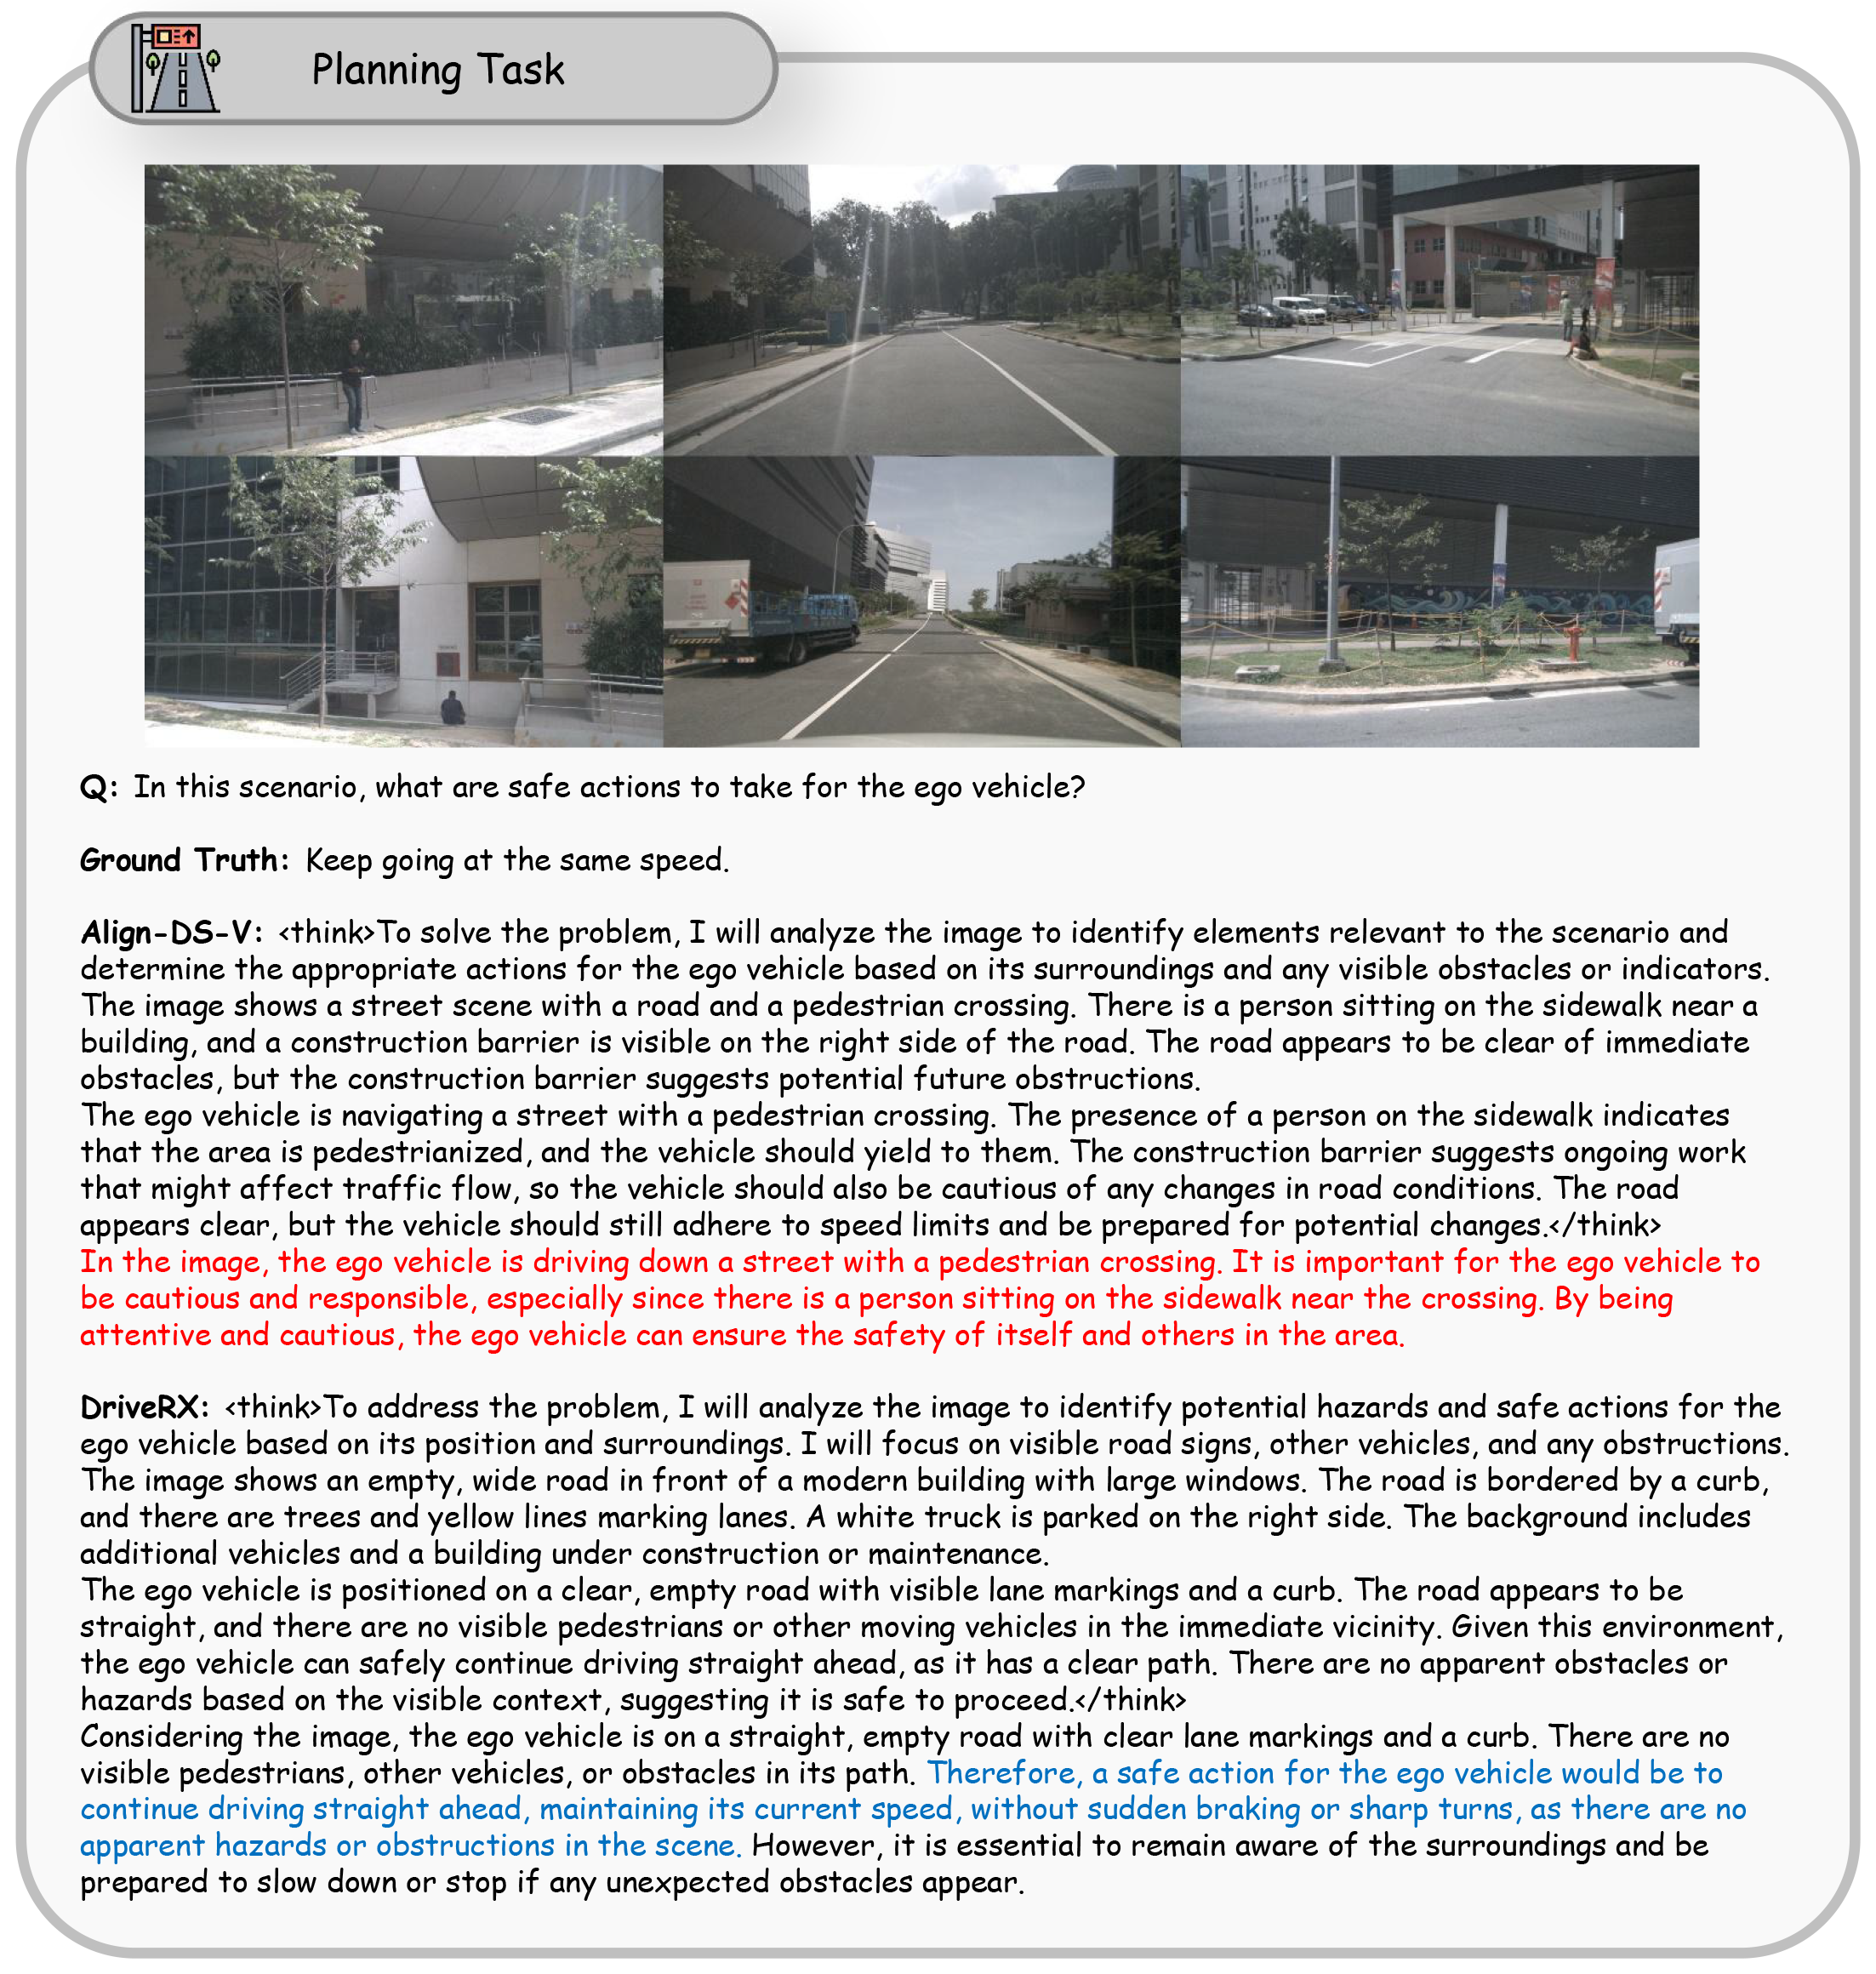 Planning Task
Q: In this scenario, what are safe actions to take for the ego vehicle?
Ground Truth: Keep going at the same speed.
Align-DS-V: <think>To solve the problem, I will analyze the image to identify elements relevant to the scenario and
determine the appropriate actions for the ego vehicle based on its surroundings and any visible obstacles or indicators.
The image shows a street scene with a road and a pedestrian crossing. There is a person sitting on the sidewalk near a
building, and a construction barrier is visible on the right side of the road. The road appears to be clear of immediate
obstacles, but the construction barrier suggests potential future obstructions.
The ego vehicle is navigating a street with a pedestrian crossing. The presence of a person on the sidewalk indicates
that the area is pedestrianized, and the vehicle should yield to them. The construction barrier suggests ongoing work
that might affect traffic flow, so the vehicle should also be cautious of any changes in road conditions. The road
appears clear, but the vehicle should still adhere to speed limits and be prepared for potential changes.</think>
In the image, the ego vehicle is driving down a street with a pedestrian crossing. It is important for the ego vehicle to
be cautious and responsible, especially since there is a person sitting on the sidewalk near the crossing. By being
attentive and cautious, the ego vehicle can ensure the safety of itself and others in the area.
DriveRX: <think>To address the problem, I will analyze the image to identify potential hazards and safe actions for the
ego vehicle based on its position and surroundings. I will focus on visible road signs, other vehicles, and any obstructions.
The image shows an empty, wide road in front of a modern building with large windows. The road is bordered by a curb,
and there are trees and yellow lines marking lanes. A white truck is parked on the right side. The background includes
additional vehicles and a building under construction or maintenance.
The ego vehicle is positioned on a clear, empty road with visible lane markings and a curb. The road appears to be
straight, and there are no visible pedestrians or other moving vehicles in the immediate vicinity. Given this environment,
the ego vehicle can safely continue driving straight ahead, as it has a clear path. There are no apparent obstacles or
hazards based on the visible context, suggesting it is safe to proceed.</think>
Considering the image, the ego vehicle is on a straight, empty road with clear lane markings and a curb. There are no
visible pedestrians, other vehicles, or obstacles in its path. Therefore, a safe action for the ego vehicle would be to
continue driving straight ahead, maintaining its current speed, without sudden braking or sharp turns, as there are no
apparent hazards or obstructions in the scene. However, it is essential to remain aware of the surroundings and be
prepared to slow down or stop if any unexpected obstacles appear.